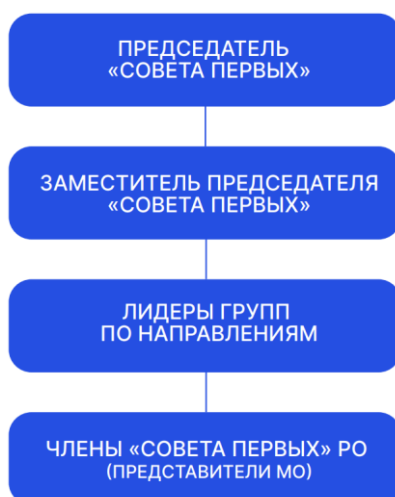 ПРЕДСЕДАТЕЛЬ
«СОВЕТА ПЕРВЫХ»
ЗАМЕСТИТЕЛЬ ПРЕДСЕДАТЕЛЯ
«СОВЕТА ПЕРВЫХ»
ЛИДЕРЫ ГРУПП
ПО НАПРАВЛЕНИЯМ
ЧЛЕНЫ «СОВЕТА ПЕРВЫХ» РО
(ПРЕДСТАВИТЕЛИ МО)